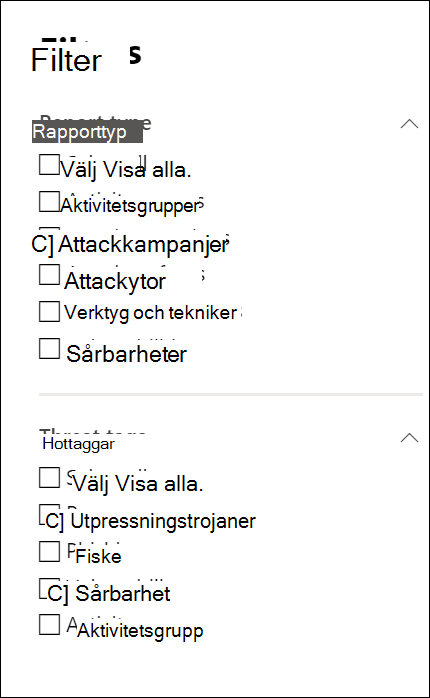 Filter
Rapporttyp
Välj Visa alla.
Aktivitetsgrupper
C] Attackkampanjer
Attackytor
Verktyg och tekniker
Sårbarheter
Hottaggar
Välj Visa alla.
C] Utpressningstrojaner
Fiske
C] Sårbarhet
Aktivitetsgrupp